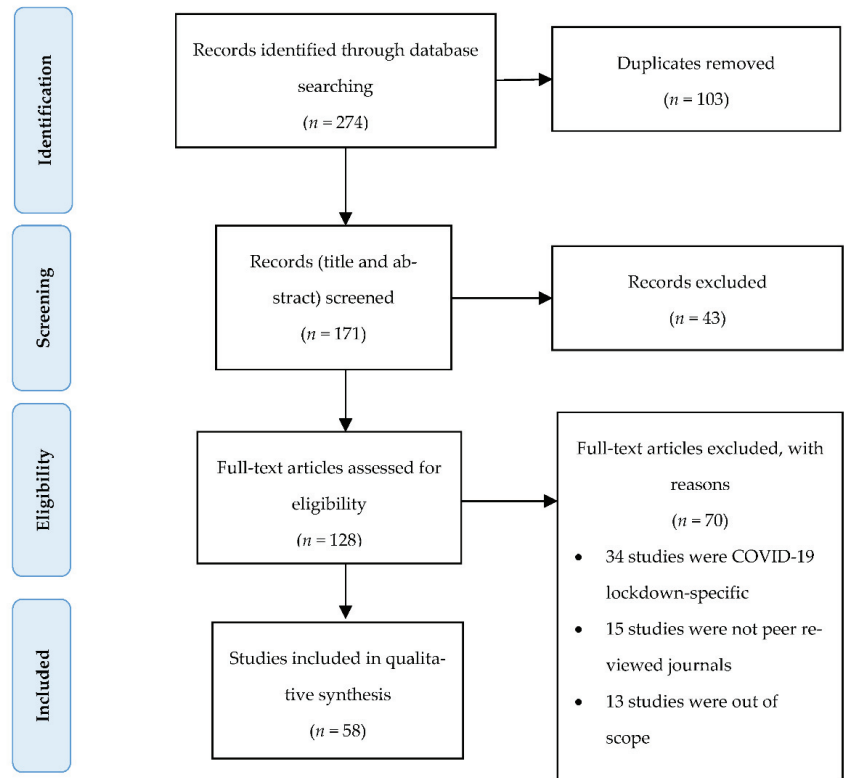 Identification
Records identified through database
searching
(n = 274)
Duplicates removed
(n = 103)
Screening
Records (title and ab-
stract) screened
(n = 171)
Records excluded
(n = 43)
Eligibility
Full-text articles assessed for
eligibility
(n = 128)
Full-text articles excluded, with
reasons
(n = 70)
• 34 studies were COVID-19
lockdown-specific
• 15 studies were not peer re-
viewed journals
• 13 studies were out of
scope
Included
Studies included in qualita-
tive synthesis
(n = 58)